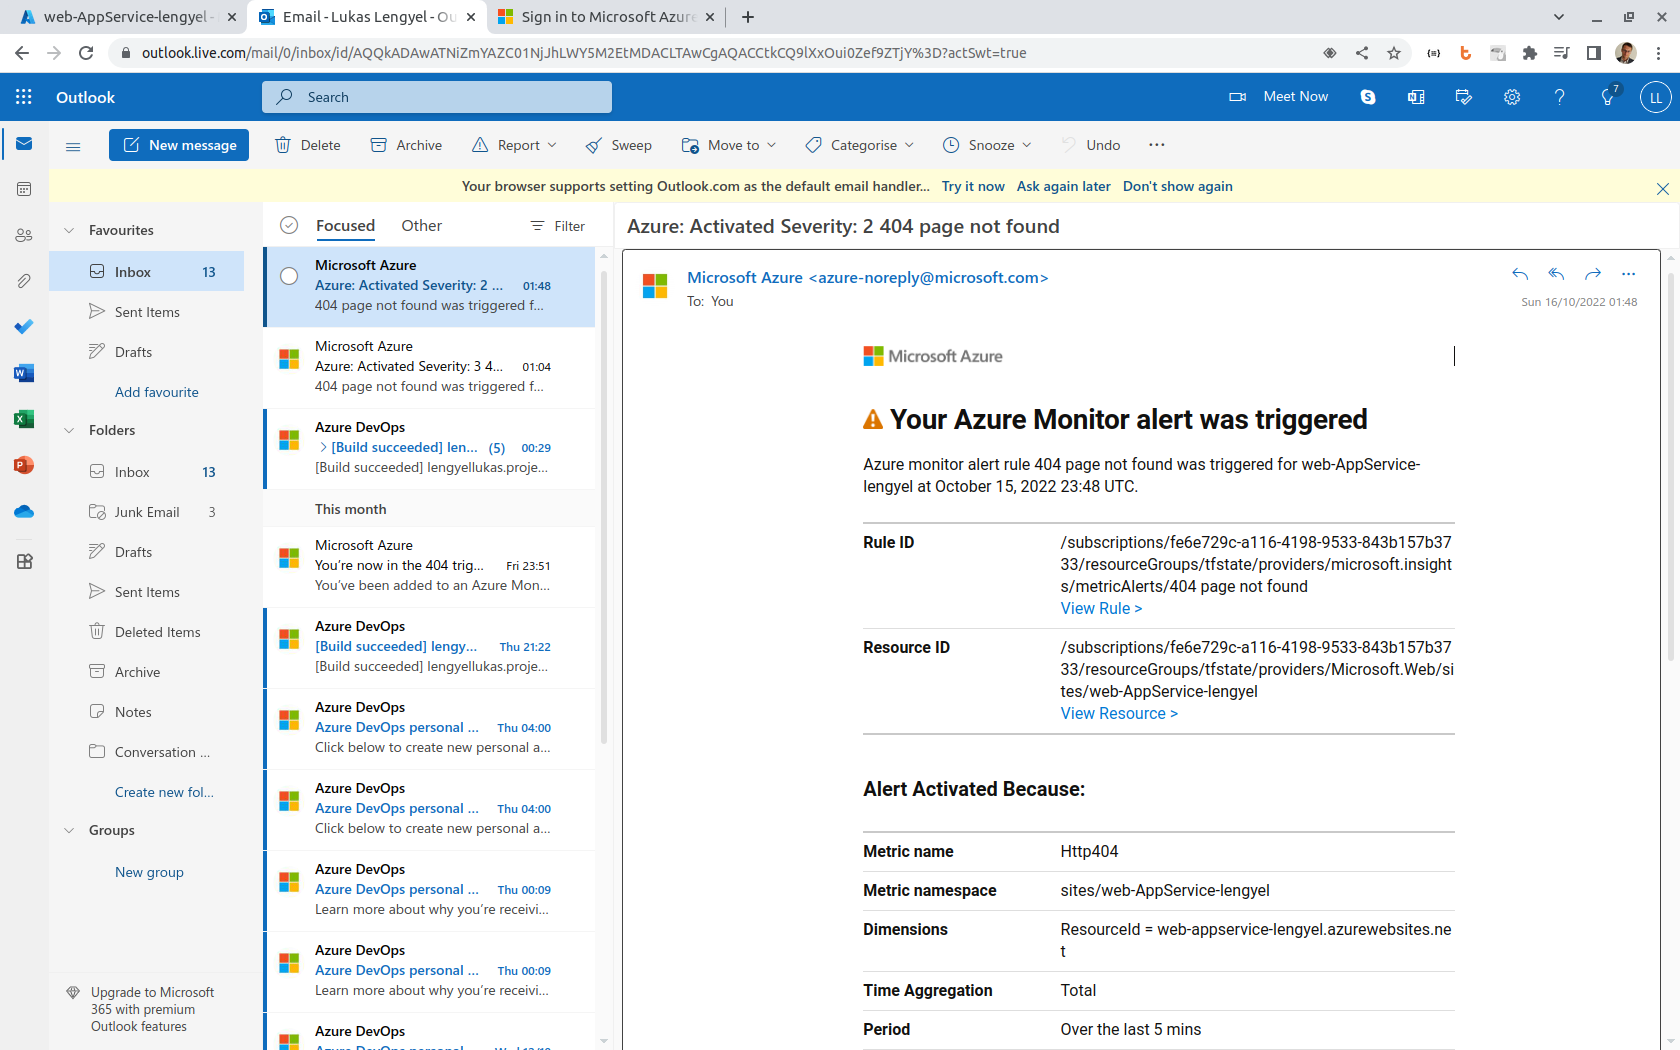 web-AppService-lengyel -
Email - Lukas Lengyel - Ou
Sign in to Microsoft Azure
outlook.live.com/mail/0/inbox/id/AQQkADAwATNiZmYAZC01NjJhLWY5M2EtMDACLTAwCgAQACCtkCQ9lXxOui0Zef9ZTjY%3D?actSwt=true
Outlook
Search
Meet Now
7
LL
New message
Delete
Archive
Report
Sweep
Move to
Categorise
Snooze
Undo
Your browser supports setting Outlook.com as the default email handler... Try it now Ask again later Don't show again
Favourites
Inbox 13
Sent Items
Drafts
Add favourite
Folders
Inbox 13
Junk Email 3
Drafts
Sent Items
Deleted Items
Archive
Notes
Conversation ...
Create new fol...
Groups
New group
Upgrade to Microsoft
365 with premium
Outlook features
Focused Other Filter
Microsoft Azure
Azure: Activated Severity: 2 ... 01:48
404 page not found was triggered f...
Microsoft Azure
Azure: Activated Severity: 3 4... 01:04
404 page not found was triggered f...
Azure DevOps
[Build succeeded] len... (5) 00:29
[Build succeeded] lengyellukas.proje...
This month
Microsoft Azure
You're now in the 404 trig... Fri 23:51
You've been added to an Azure Mon...
Azure DevOps
[Build succeeded] lengy... Thu 21:22
[Build succeeded] lengyellukas.proje...
Azure DevOps
Azure DevOps personal ... Thu 04:00
Click below to create new personal a...
Azure DevOps
Azure DevOps personal ... Thu 04:00
Click below to create new personal a...
Azure DevOps
Azure DevOps personal ... Thu 00:09
Learn more about why you're receivi...
Azure DevOps
Azure DevOps personal ... Thu 00:09
Learn more about why you're receivi...
Azure DevOps
Azure: Activated Severity: 2 404 page not found
Microsoft Azure <azure-noreply@microsoft.com>
To: You
Sun 16/10/2022 01:48
Microsoft Azure
Your Azure Monitor alert was triggered
Azure monitor alert rule 404 page not found was triggered for web-AppService-
lengyel at October 15, 2022 23:48 UTC.
Rule ID
/subscriptions/fe6e729c-a116-4198-9533-843b157b37
33/resourceGroups/tfstate/providers/microsoft.insight
s/metricAlerts/404 page not found
View Rule >
Resource ID
/subscriptions/fe6e729c-a116-4198-9533-843b157b37
33/resourceGroups/tfstate/providers/Microsoft.Web/si
tes/web-AppService-lengyel
View Resource >
Alert Activated Because:
Metric name Http404
Metric namespace sites/web-AppService-lengyel
Dimensions ResourceId = web-appservice-lengyel.azurewebsites.ne
t
Time Aggregation Total
Period Over the last 5 mins